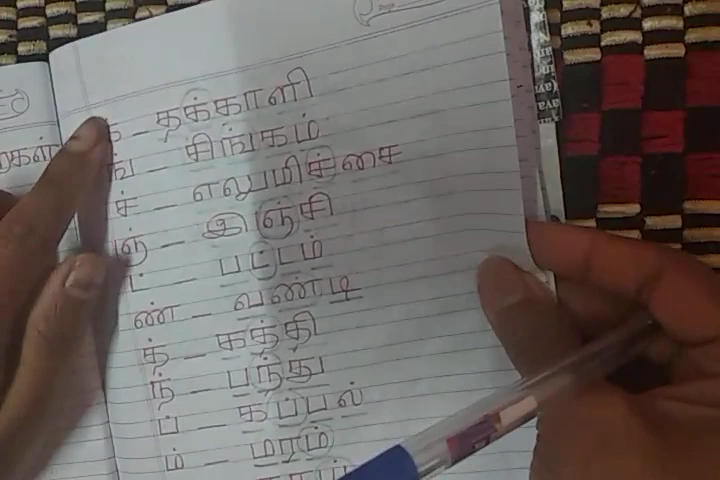 க் - தக்காளி
ங் - சிங்கம்
ச் - எலுமிச்சை
ஞ் - இஞ்சி
ட் - பட்டம்
ண் - வண்டி
த் - கத்தி
ந் - பந்து
ப் - கப்பல்
ம் - மரம்